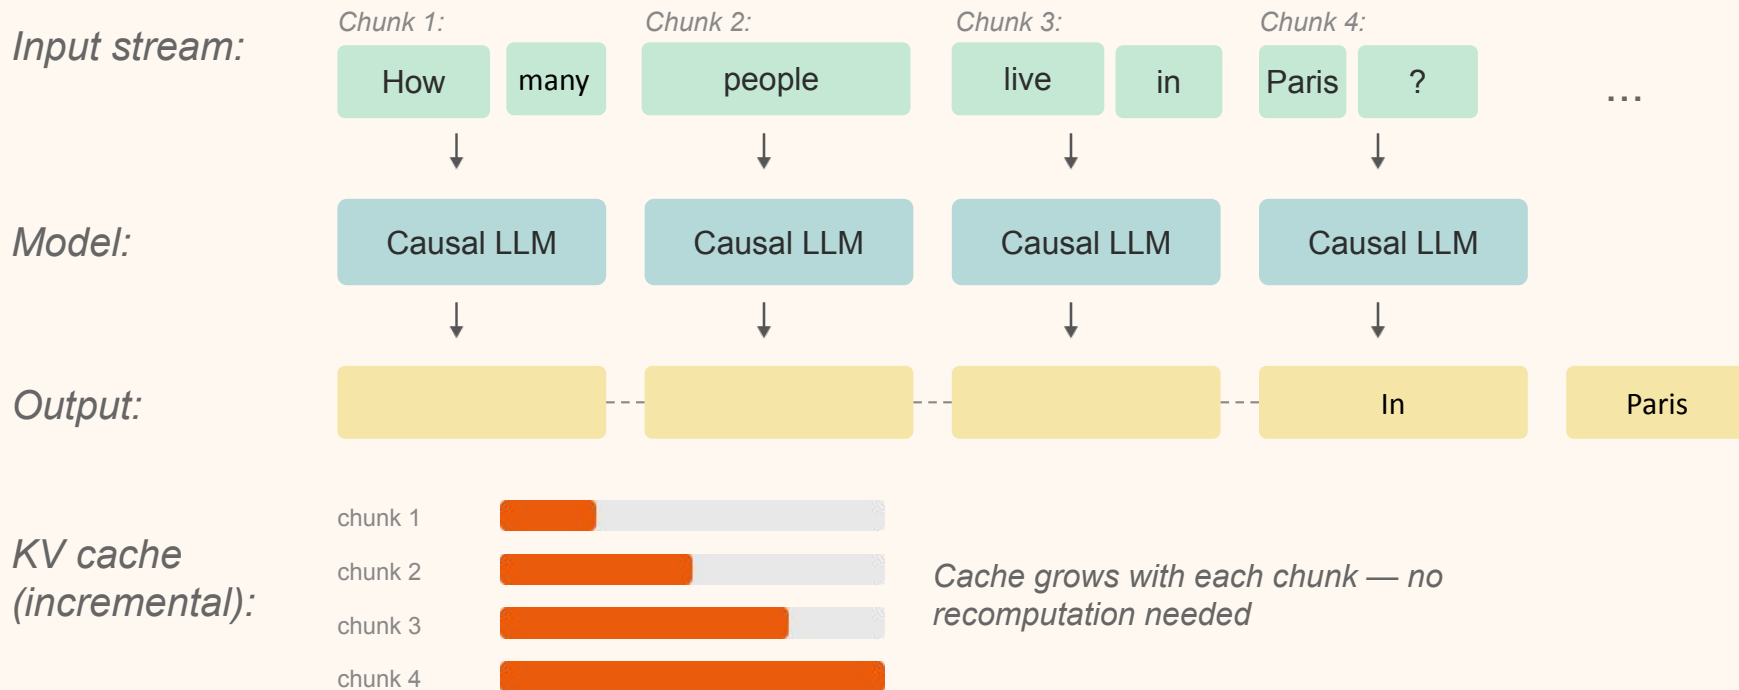 Input stream:
Chunk 1: Chunk 2: Chunk 3: Chunk 4:
How many people live in Paris ? ...
Model:
Causal LLM Causal LLM Causal LLM Causal LLM
Output:
In Paris
KV cache
(incremental):
chunk 1
chunk 2
chunk 3
chunk 4
Cache grows with each chunk — no
recomputation needed